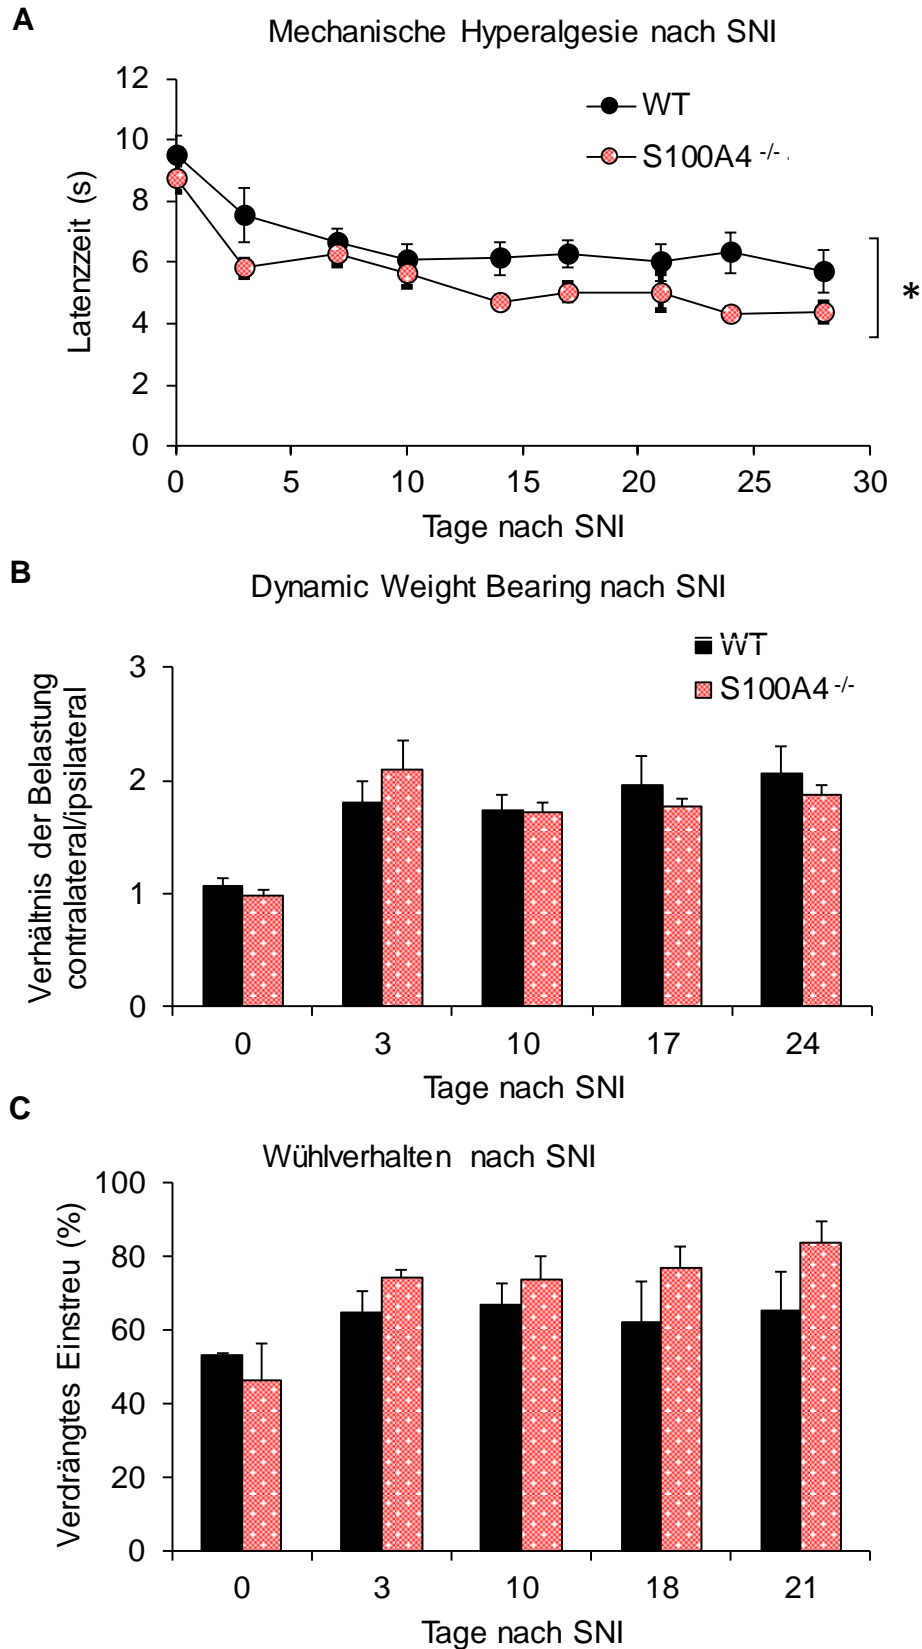 A
Mechanische Hyperalgesie nach SNI
12
10
8
6
4
2
0
Latenzzeit (s)
WT
S100A4 -/-
*
0 5 10 15 20 25 30
Tage nach SNI
B
Dynamic Weight Bearing nach SNI
WT
S100A4 -/-
3
2
1
0
Verhältnis der Belastung
contralateral/ipsilateral
0 3 10 17 24
Tage nach SNI
C
Wühlverhalten nach SNI
100
80
60
40
20
0
Verdrängtes Einstreu (%)
0 3 10 18 21
Tage nach SNI